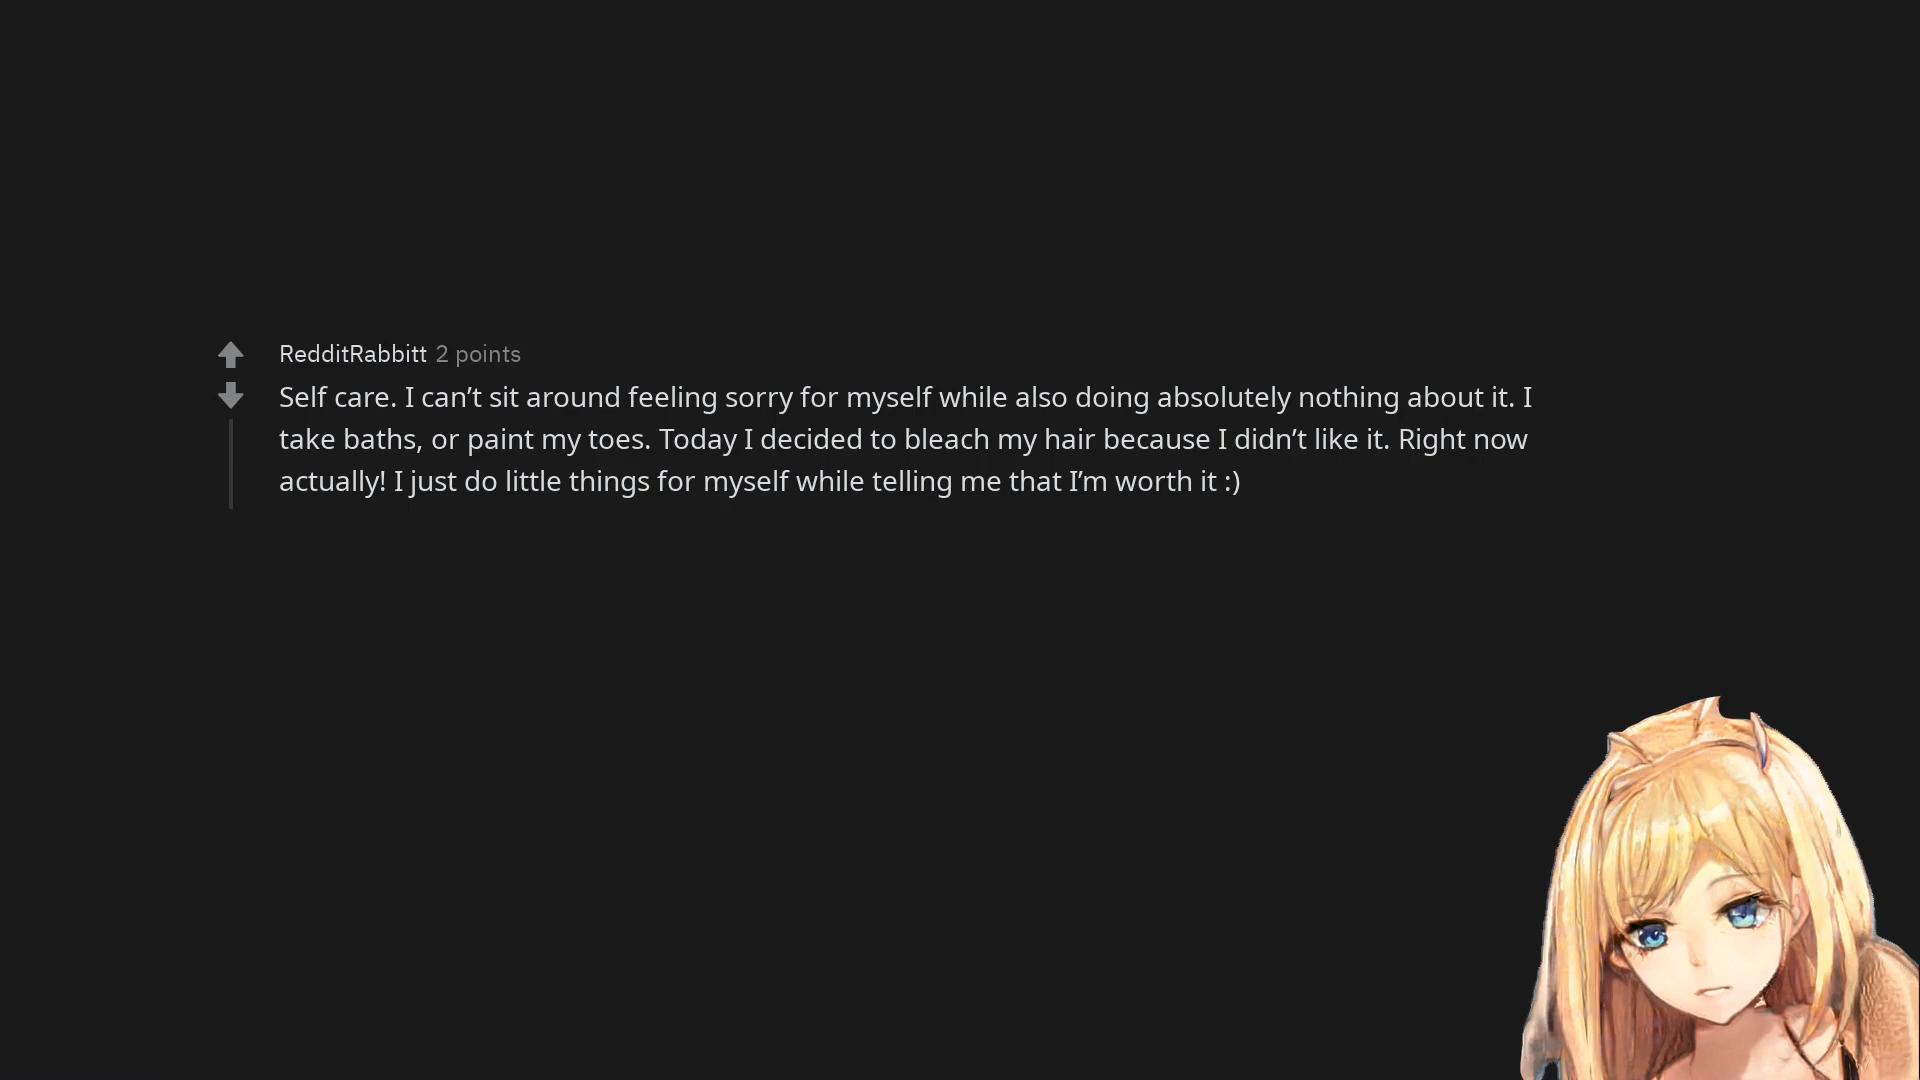 RedditRabbitt 2 points
Self care. I can’t sit around feeling sorry for myself while also doing absolutely nothing about it. I
take baths, or paint my toes. Today I decided to bleach my hair because I didn’t like it. Right now
actually! I just do little things for myself while telling me that I’m worth it :)